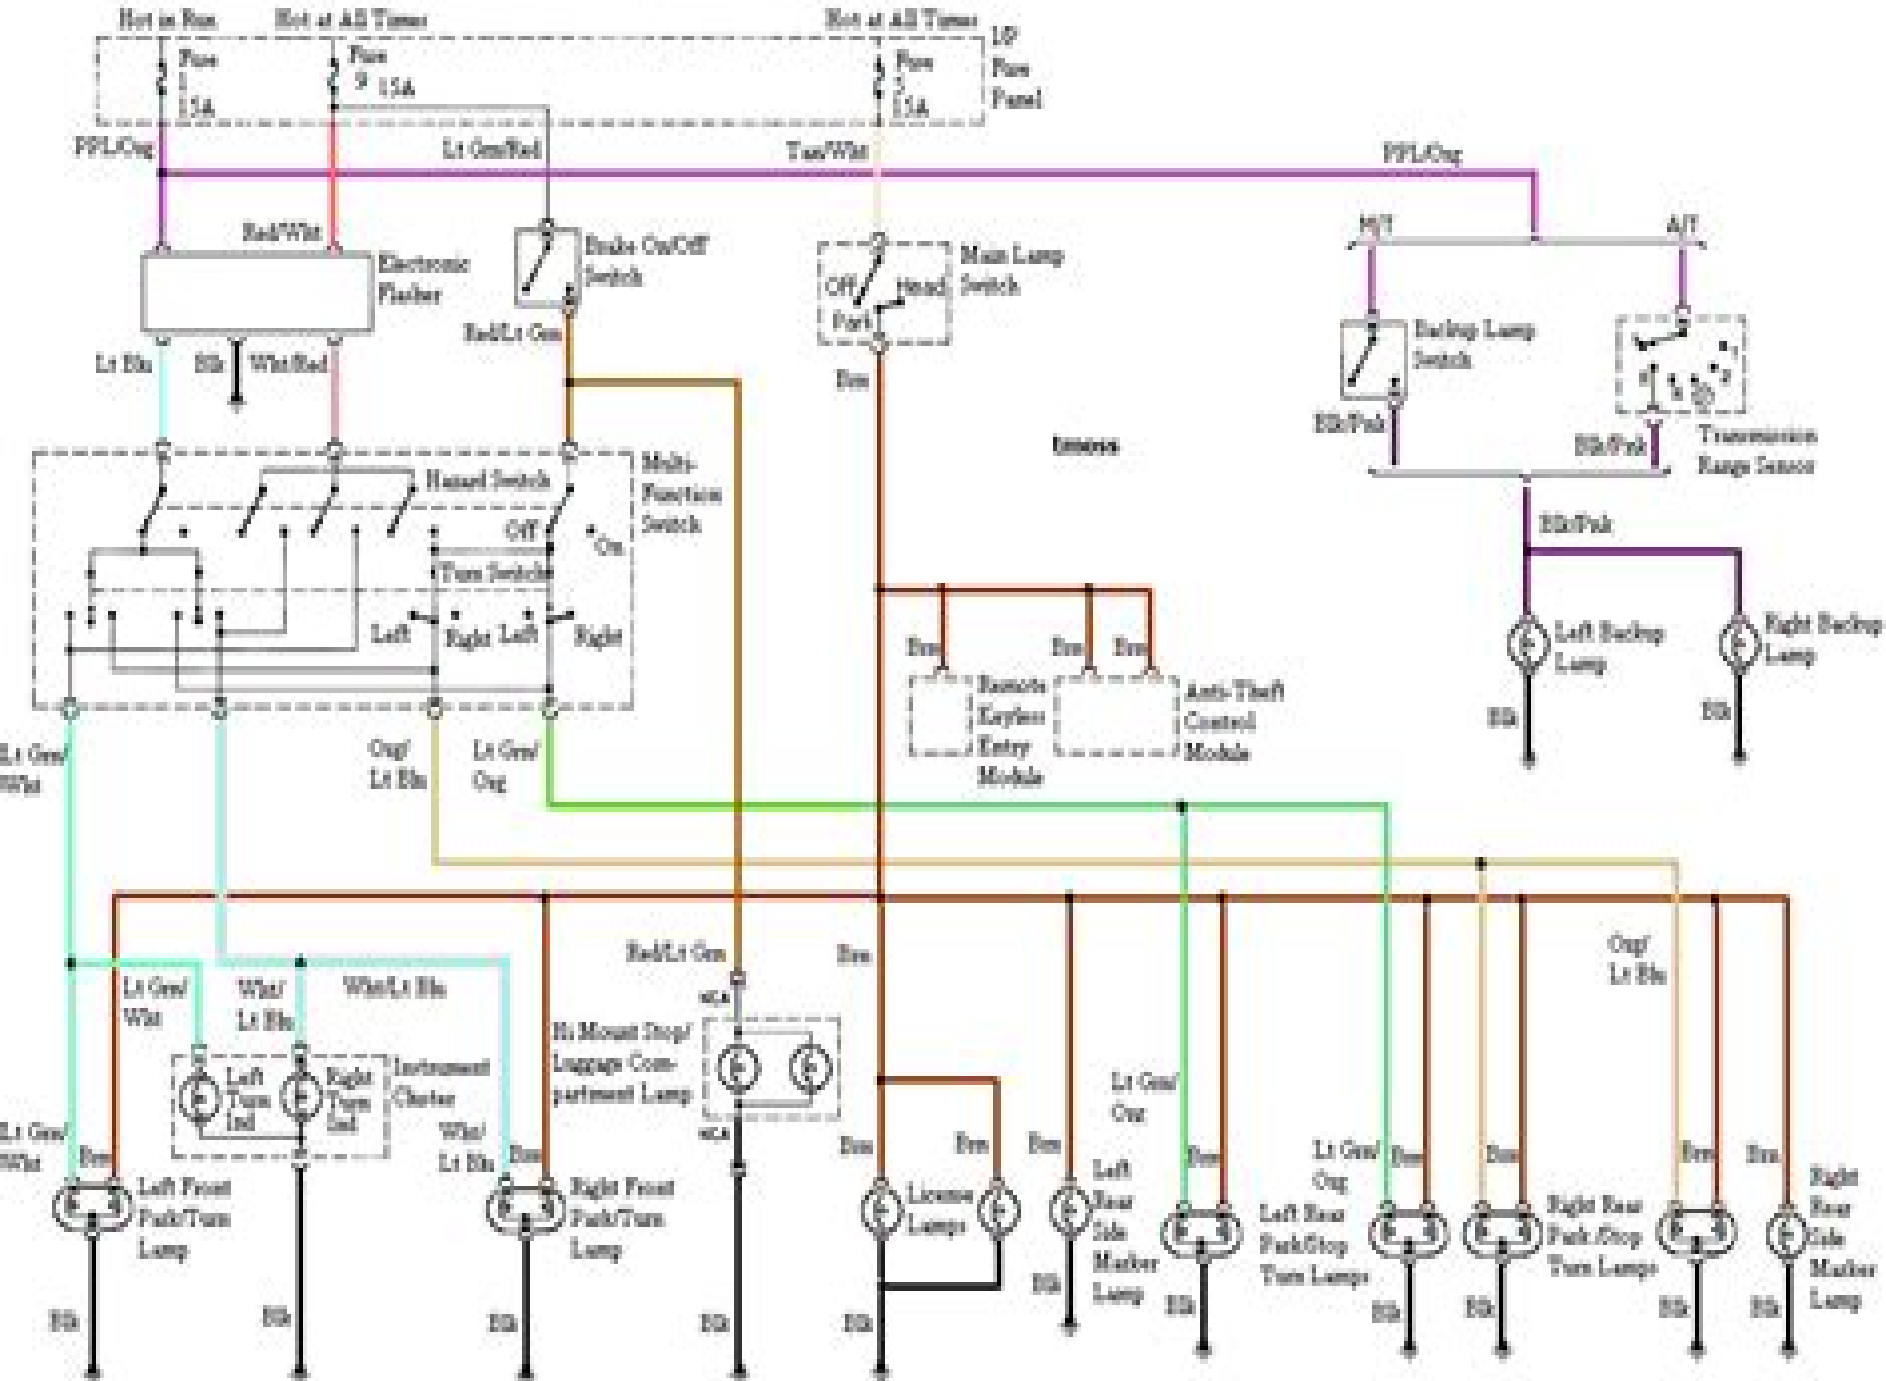 Hot in Run
Hot at All Times
Hot at All Times
Fuse
15A
Fuse
9
15A
Fuse
5
15A
I/P
Fuse
Panel
PPL/Org
Lt Grn/Red
Tan/Wht
PPL/Org
Red/Wht
Electronic
Flasher
Brake On/Off
Switch
Main Lamp
Switch
Off
Head
Park
M/T
A/T
Red/Lt Grn
Lt Blu
Blk
Wht/Red
Brn
Backup Lamp
Switch
Blk/Pnk
Blk/Pnk
Transmission
Range Sensor
Multi-
Function
Switch
Hazard Switch
Off
On
Turn Switch
Left
Right
Left
Right
Blk/Pnk
Left Backup
Lamp
Right Backup
Lamp
Blk
Blk
Brn
Brn
Brn
Remote
Keyless
Entry
Module
Anti-Theft
Control
Module
Lt Grn/
Wht
Org/
Lt Blu
Lt Grn/
Org
Lt Grn/
Wht
Wht/
Lt Blu
Wht/Lt Blu
Red/Lt Grn
Brn
Org/
Lt Blu
NCA
Hi Mount Stop/
Luggage Com-
partment Lamp
NCA
Left
Turn
Ind
Right
Turn
Ind
Instrument
Cluster
Lt Grn/
Wht
Brn
Wht/
Lt Blu
Brn
Brn
Brn
Brn
Lt Grn/
Org
Brn
Lt Grn/
Org
Brn
Brn
Brn
Brn
Left Front
Park/Turn
Lamp
Right Front
Park/Turn
Lamp
License
Lamps
Left
Rear
Side
Marker
Lamp
Left Rear
Park/Stop
Turn Lamps
Right Rear
Park/Stop
Turn Lamps
Right
Rear
Side
Marker
Lamp
Blk
Blk
Blk
Blk
Blk
Blk
Blk
Blk
Blk
Blk
Blk